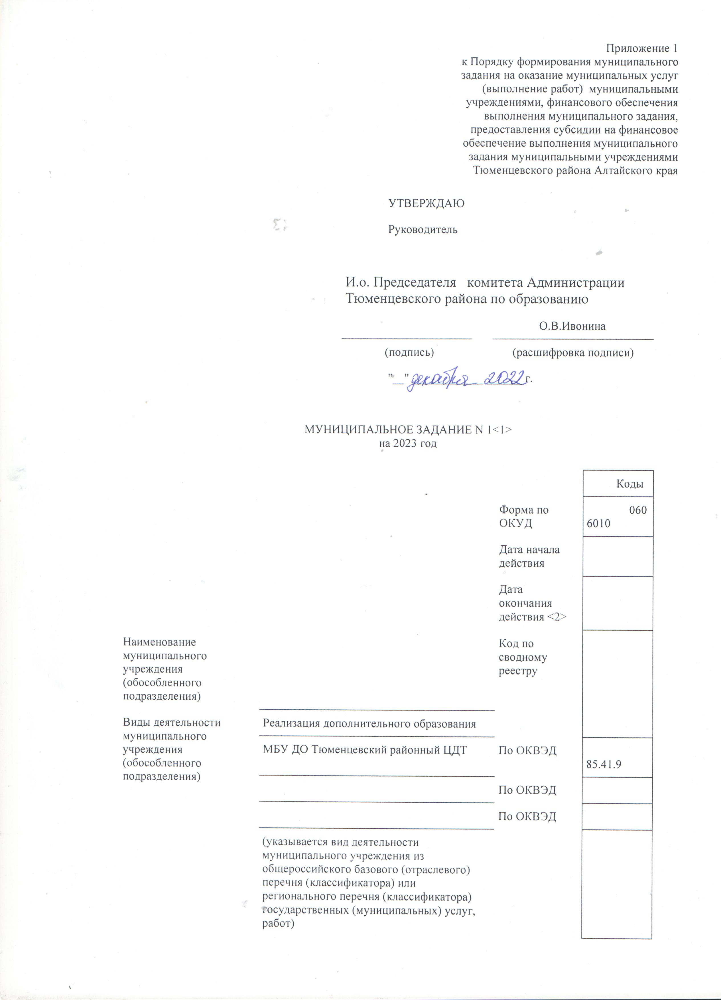 Приложение 1
к Порядку формирования муниципального
задания на оказание муниципальных услуг
(выполнение работ) муниципальными
учреждениями, финансового обеспечения
выполнения муниципального задания,
предоставления субсидии на финансовое
обеспечение выполнения муниципального
задания муниципальными учреждениями
Тюменцевского района Алтайского края
УТВЕРЖДАЮ
Руководитель
И.о. Председателя комитета Администрации
Тюменцевского района по образованию
О.В.Ивонина
(подпись) (расшифровка подписи)
"__" декабря 2022 г.
МУНИЦИПАЛЬНОЕ ЗАДАНИЕ N 1<1>
на 2023 год
Коды
Форма по 060
ОКУД 6010
Дата начала
действия
Дата
окончания
действия <2>
Наименование
муниципального
учреждения
(обособленного
подразделения)
Код по
сводному
реестру
Виды деятельности
муниципального
учреждения
(обособленного
подразделения)
Реализация дополнительного образования
МБУ ДО Тюменцевский районный ЦДТ По ОКВЭД
85.41.9
По ОКВЭД
По ОКВЭД
(указывается вид деятельности
муниципального учреждения из
общероссийского базового (отраслевого)
перечня (классификатора) или
регионального перечня (классификатора)
государственных (муниципальных) услуг,
работ)